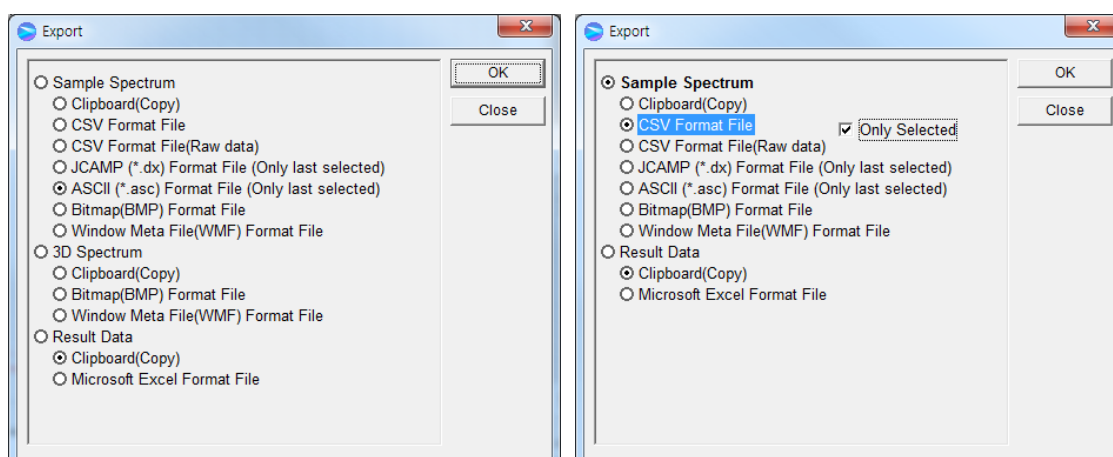 Export
Sample Spectrum
Clipboard(Copy)
CSV Format File
CSV Format File(Raw data)
JCAMP (*.dx) Format File (Only last selected)
ASCII (*.asc) Format File (Only last selected)
Bitmap(BMP) Format File
Window Meta File(WMF) Format File
3D Spectrum
Clipboard(Copy)
Bitmap(BMP) Format File
Window Meta File(WMF) Format File
Result Data
Clipboard(Copy)
Microsoft Excel Format File
OK
Close
Export
Sample Spectrum
Clipboard(Copy)
CSV Format File
Only Selected
CSV Format File(Raw data)
JCAMP (*.dx) Format File (Only last selected)
ASCII (*.asc) Format File (Only last selected)
Bitmap(BMP) Format File
Window Meta File(WMF) Format File
Result Data
Clipboard(Copy)
Microsoft Excel Format File
OK
Close